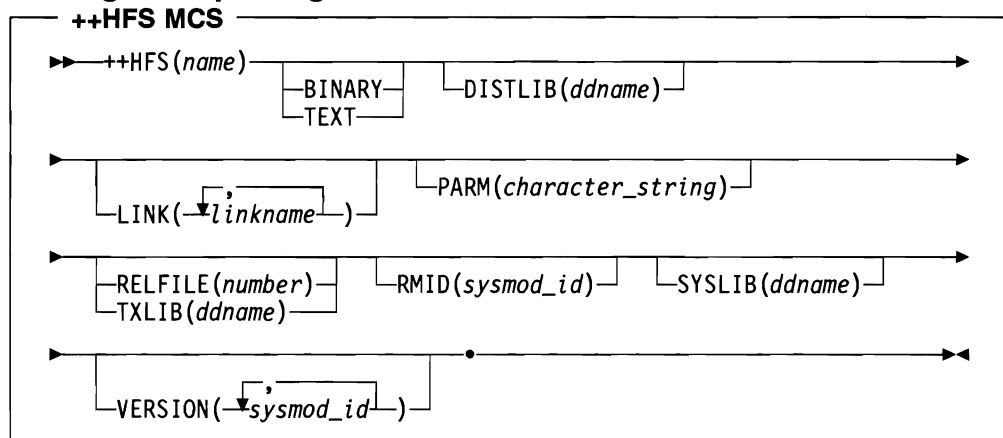 ++HFS MCS
++HFS(name)
BINARY
TEXT
DISTLIB(ddname)
LINK(
,
linkname
)
PARM(character_string)
RELFILE(number)
TXLIB(ddname)
RMID(sysmod_id)
SYSLIB(ddname)
VERSION(
,
sysmod_id
)